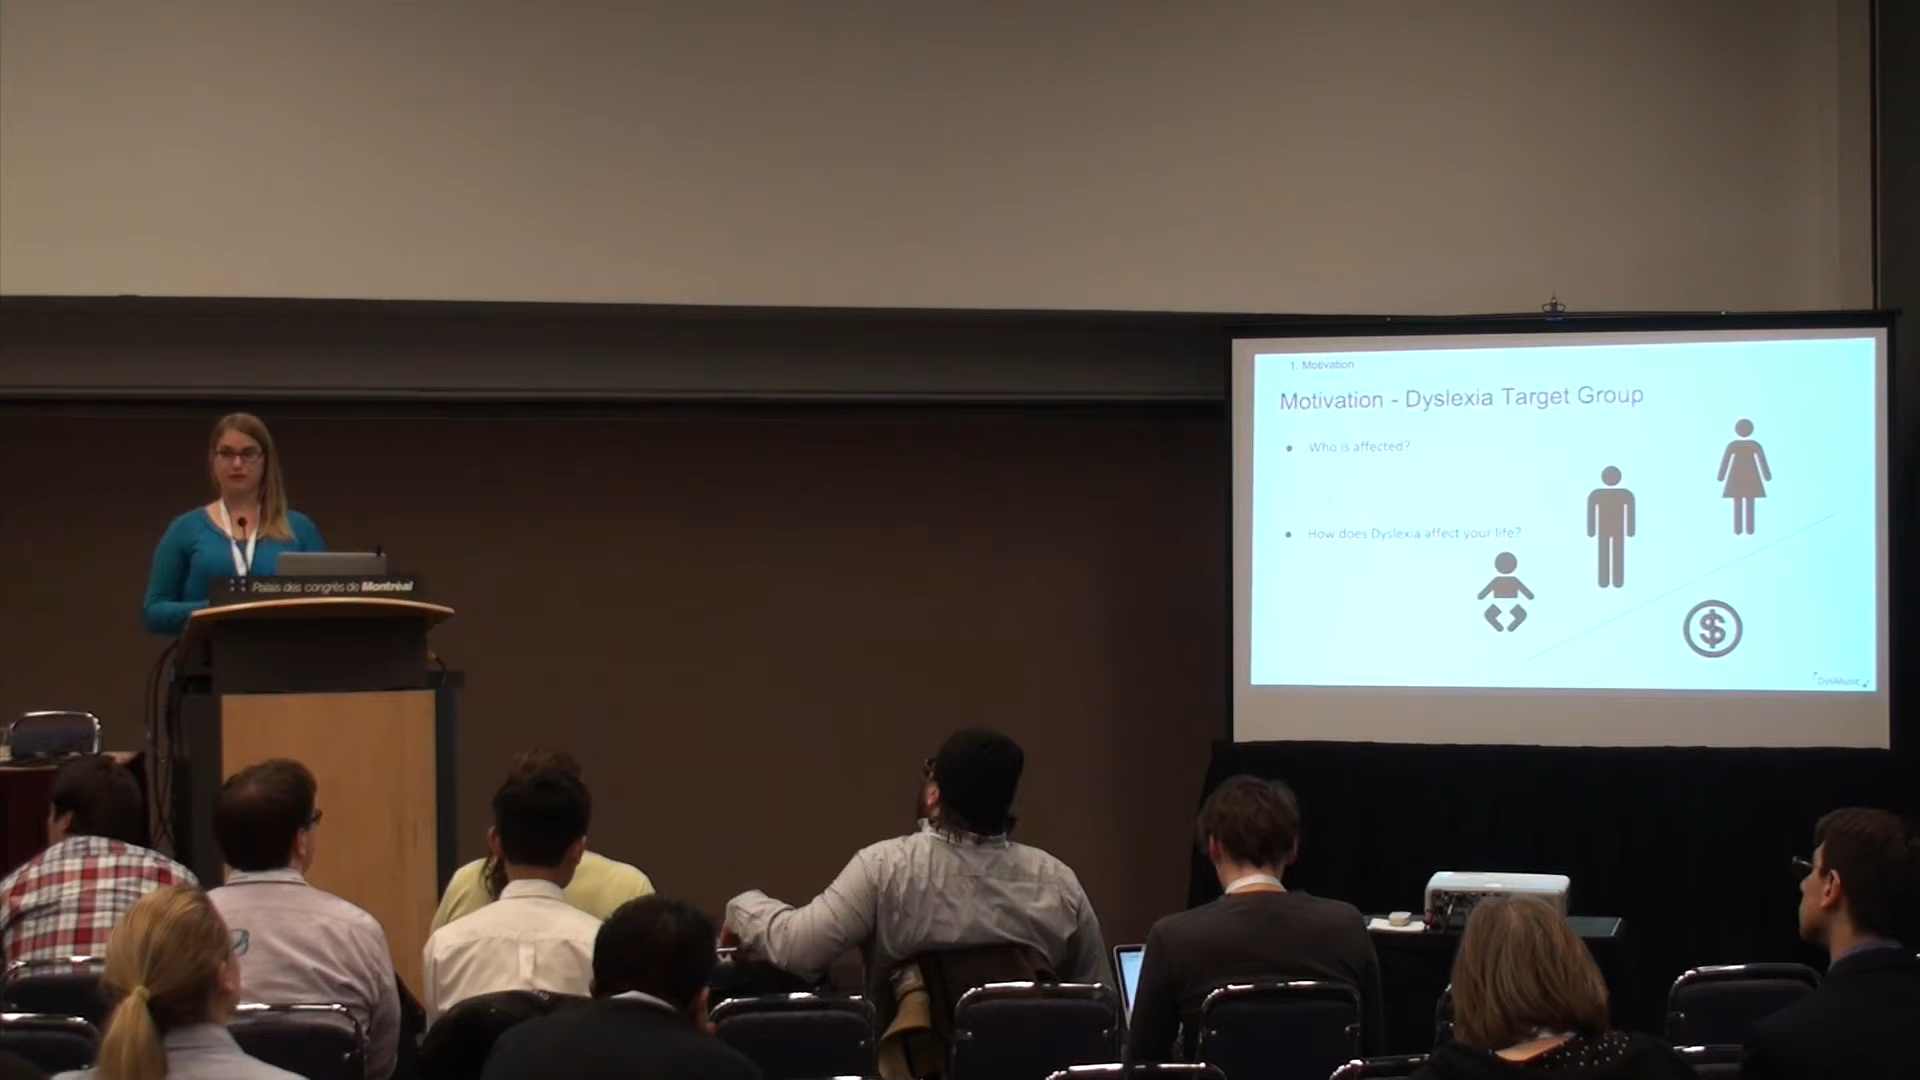 1. Motivation
Motivation - Dyslexia Target Group
• Who is affected?
• How does Dyslexia affect your life?
$
DysMusic
Palais des congrès de Montréal